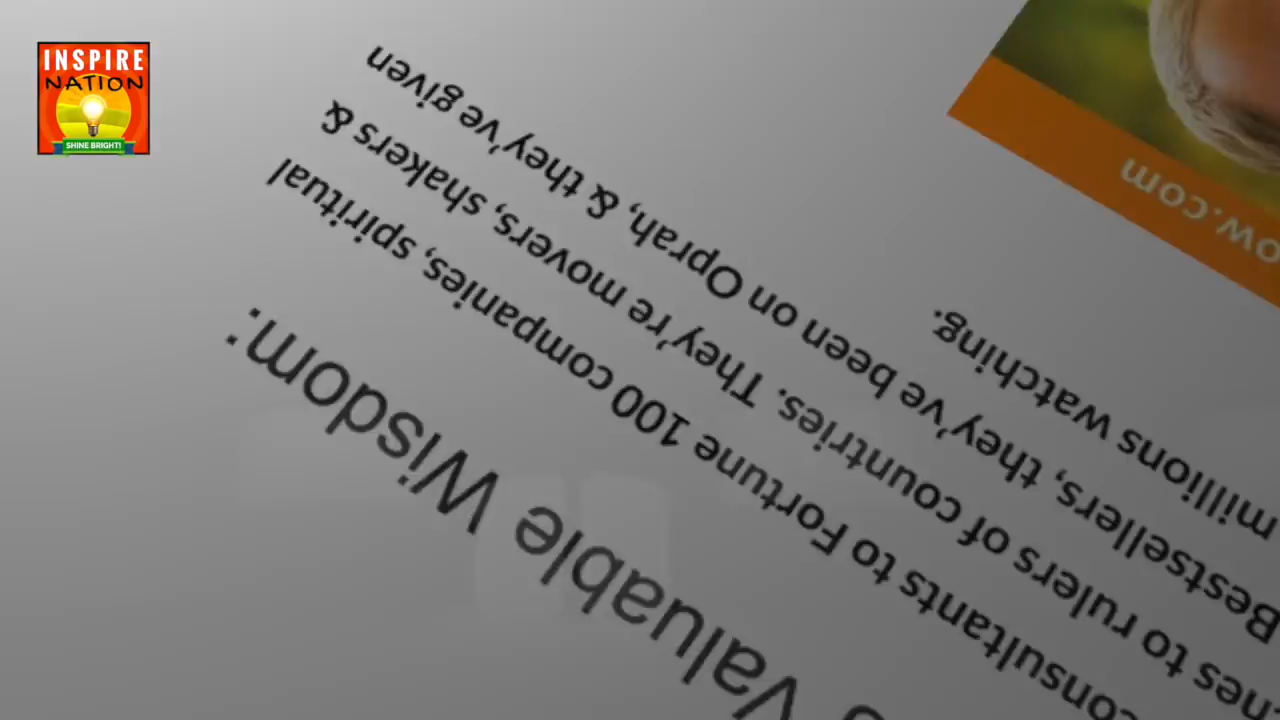 INSPIRE
NATION
SHINE BRIGHT!
Valuable Wisdom:
consultants to Fortune 100 companies, spiritual
to rulers of countries. They're movers, shakers &
Bestsellers, they've been on Oprah, & they've given
millions watching.
ow.com